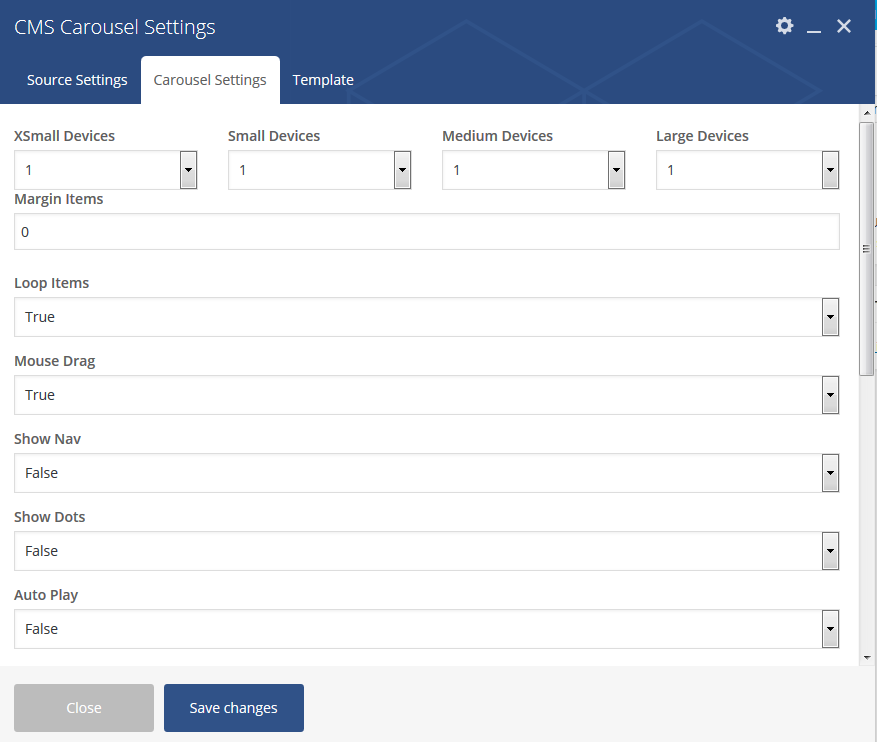 CMS Carousel Settings
Source Settings Carousel Settings Template
XSmall Devices Small Devices Medium Devices Large Devices
1 1 1 1
Margin Items
0
Loop Items
True
Mouse Drag
True
Show Nav
False
Show Dots
False
Auto Play
False
Close Save changes